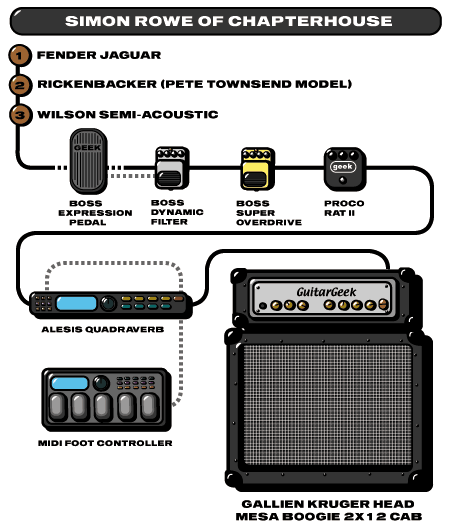 SIMON ROWE OF CHAPTERHOUSE
1 FENDER JAGUAR
2 RICKENBACKER (PETE TOWNSEND MODEL)
3 WILSON SEMI-ACOUSTIC
GEEK
geek
BOSS
EXPRESSION
PEDAL
BOSS
DYNAMIC
FILTER
BOSS
SUPER
OVERDRIVE
PROCO
RAT II
GuitarGeek
ALESIS QUADRAVERB
MIDI FOOT CONTROLLER
GALLIEN KRUGER HEAD
MESA BOOGIE 2X12 CAB